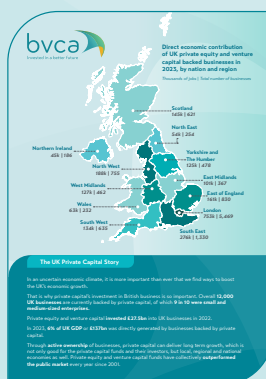 bvca
Invested in a better future
Direct economic contribution
of UK private equity and venture
capital backed businesses in
2023, by nation and region
Thousands of jobs | Total number of businesses
Scotland
145k | 621
North East
54k | 254
Northern Ireland
45k | 186
North West
188k | 755
Yorkshire and
The Humber
135k | 478
East Midlands
101k | 367
West Midlands
127k | 462
East of England
161k | 820
Wales
63k | 232
London
753k | 5,469
South West
134k | 635
South East
276k | 1,330
The UK Private Capital Story
In an uncertain economic climate, it is more important than ever that we find ways to boost
the UK's economic growth.
That is why private capital's investment in British business is so important. Overall 12,000
UK businesses are currently backed by private capital, of which 9 in 10 were small and
medium-sized enterprises.
Private equity and venture capital invested £27.5bn into UK businesses in 2022.
In 2023, 6% of UK GDP or £137bn was directly generated by businesses backed by private
capital.
Through active ownership of businesses, private capital can deliver long term growth, which is
not only good for the private capital funds and their investors, but local, regional and national
economies as well. Private equity and venture capital funds have collectively outperformed
the public market every year since 2001.